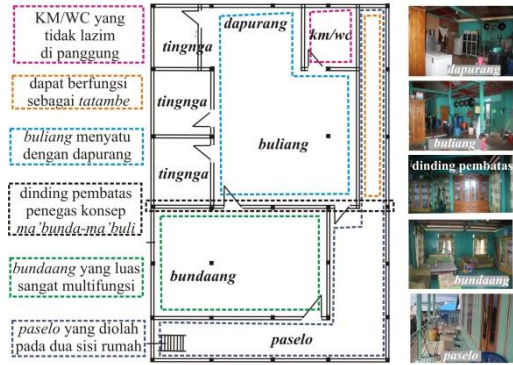 KM/WC yang
tidak lazim
di panggung
dapat berfungsi
sebagai tatambe
buliang menyatu
dengan dapurang
dinding pembatas
penegas konsep
ma'bunda-ma'buli
bundaang yang luas
sangat multifungsi
paselo yang diolah
pada dua sisi rumah
tingnga
dapurang
km/wc
tingnga
buliang
tingnga
bundaang
paselo
dapurang
buliang
dinding pembatas
bundaang
paselo